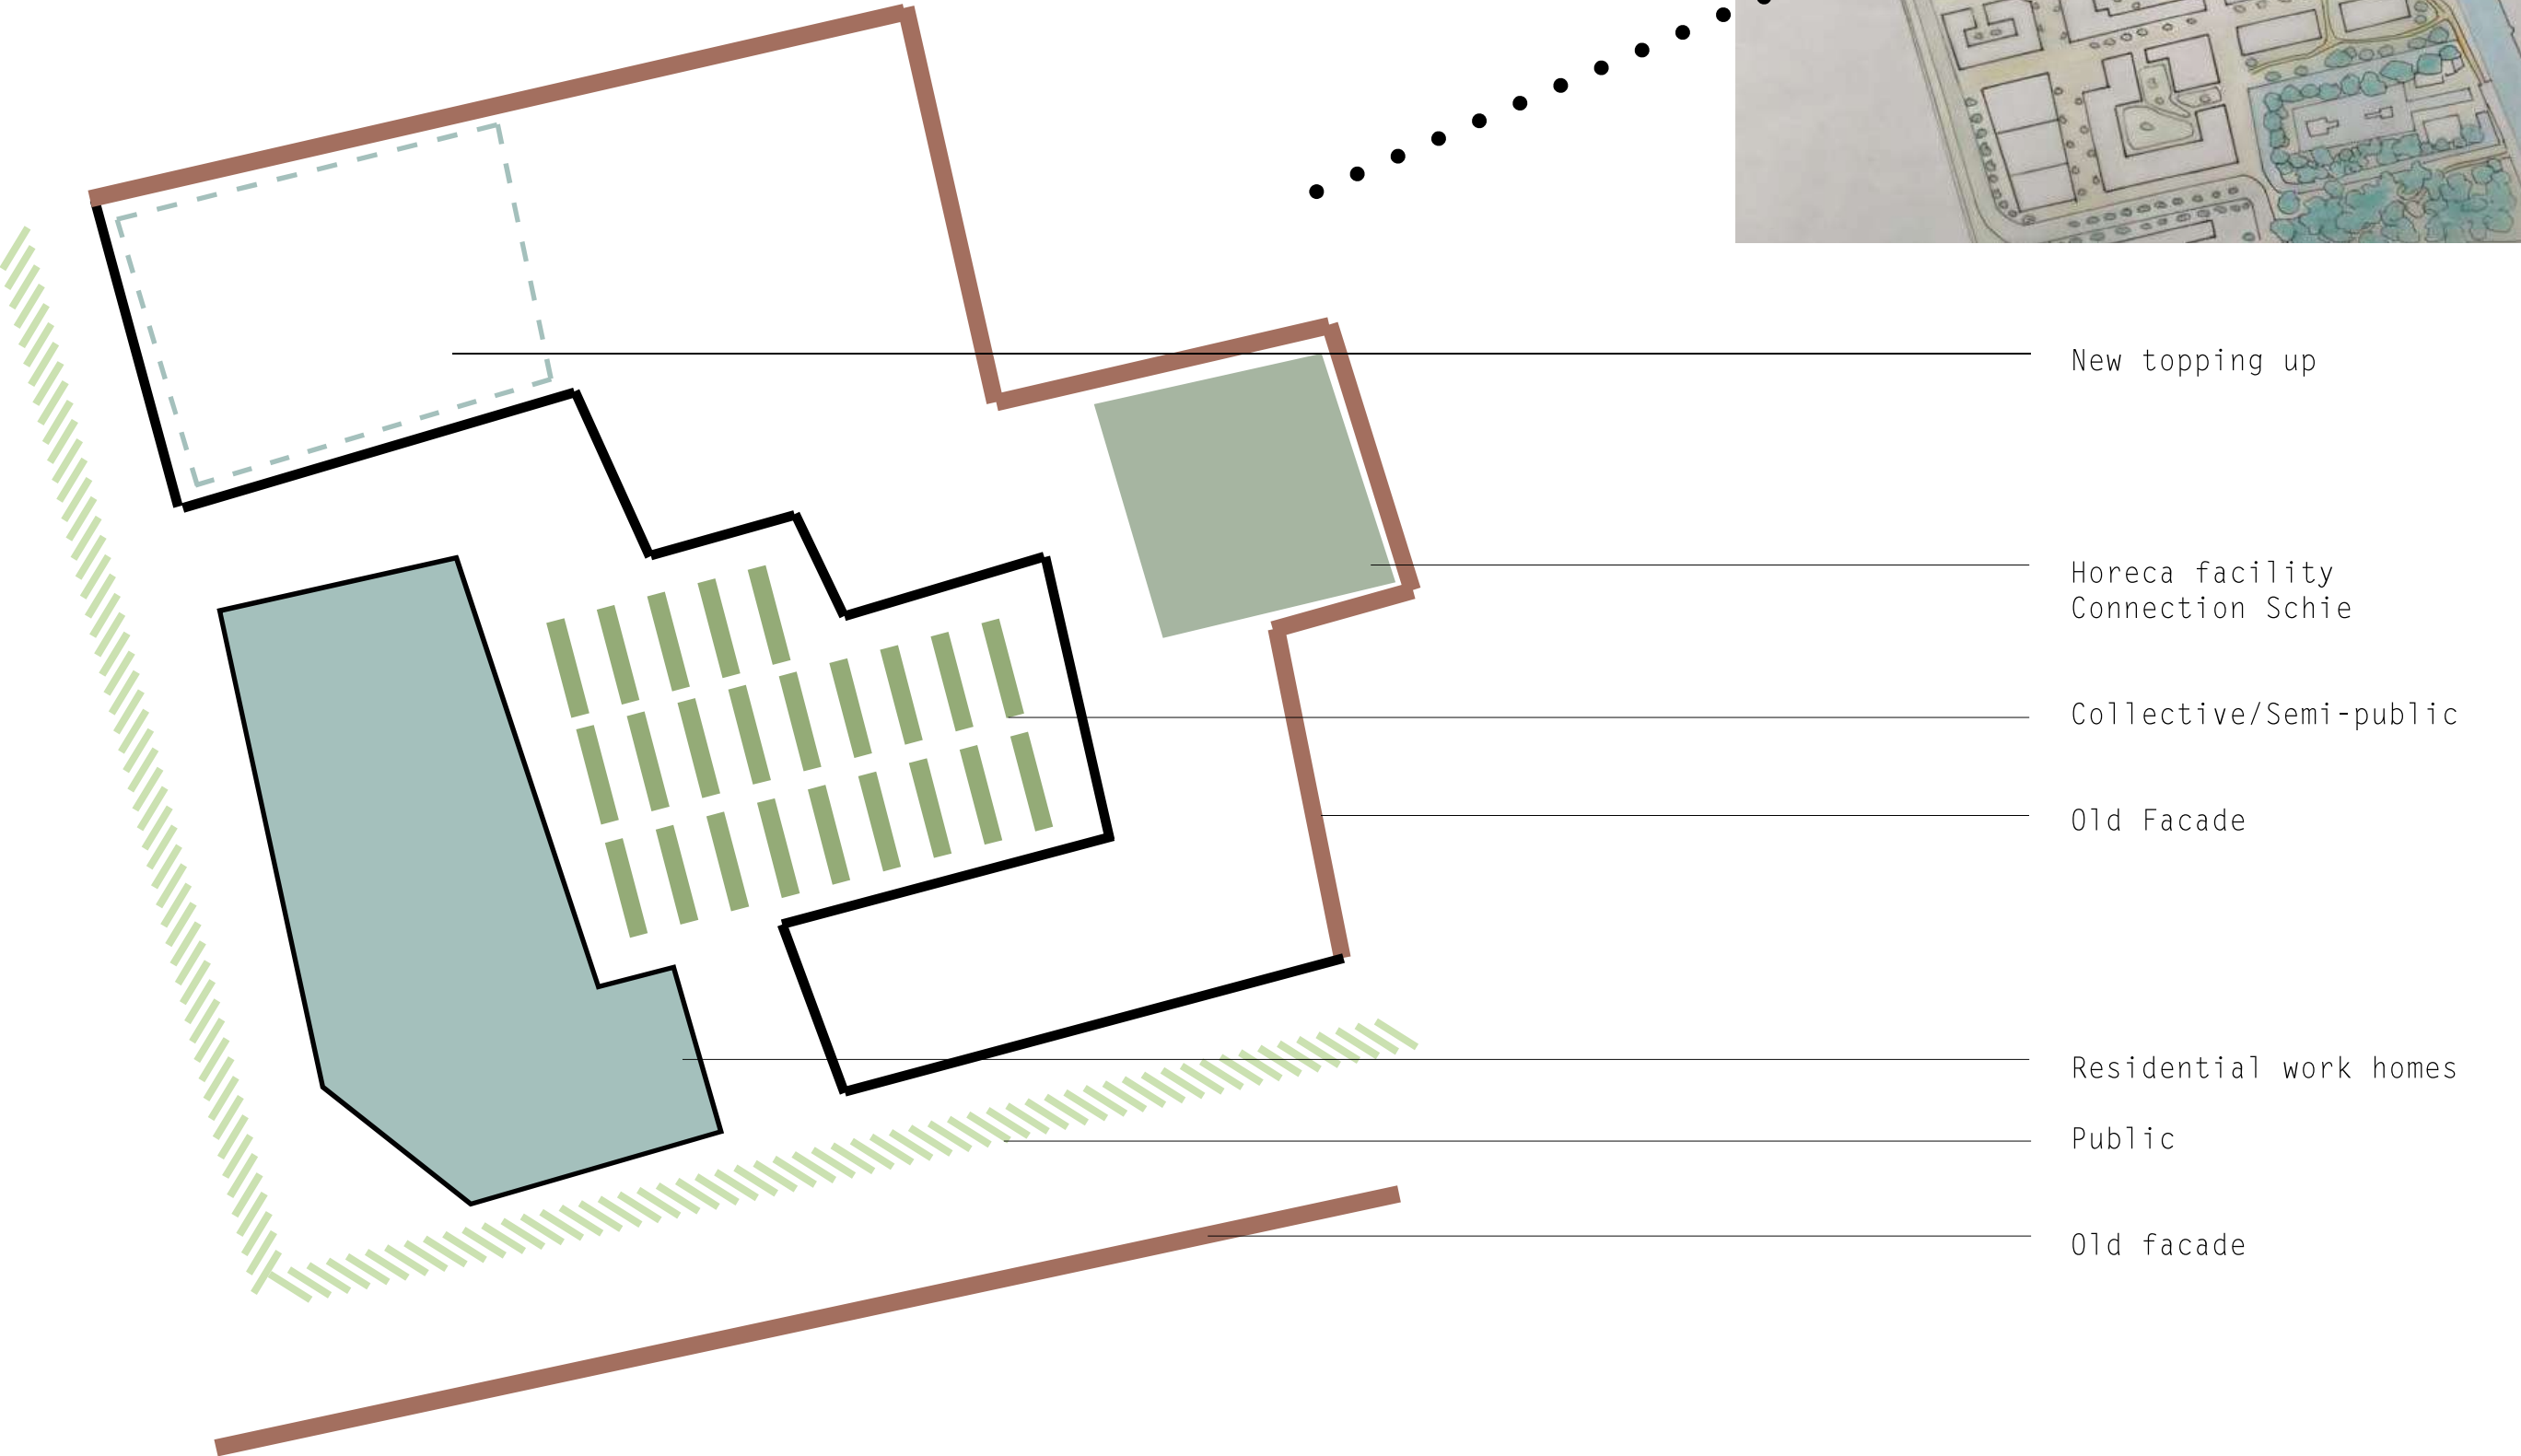 New topping up
Horeca facility
Connection Schie
Collective/Semi-public
Old Facade
Residential work homes
Public
Old facade